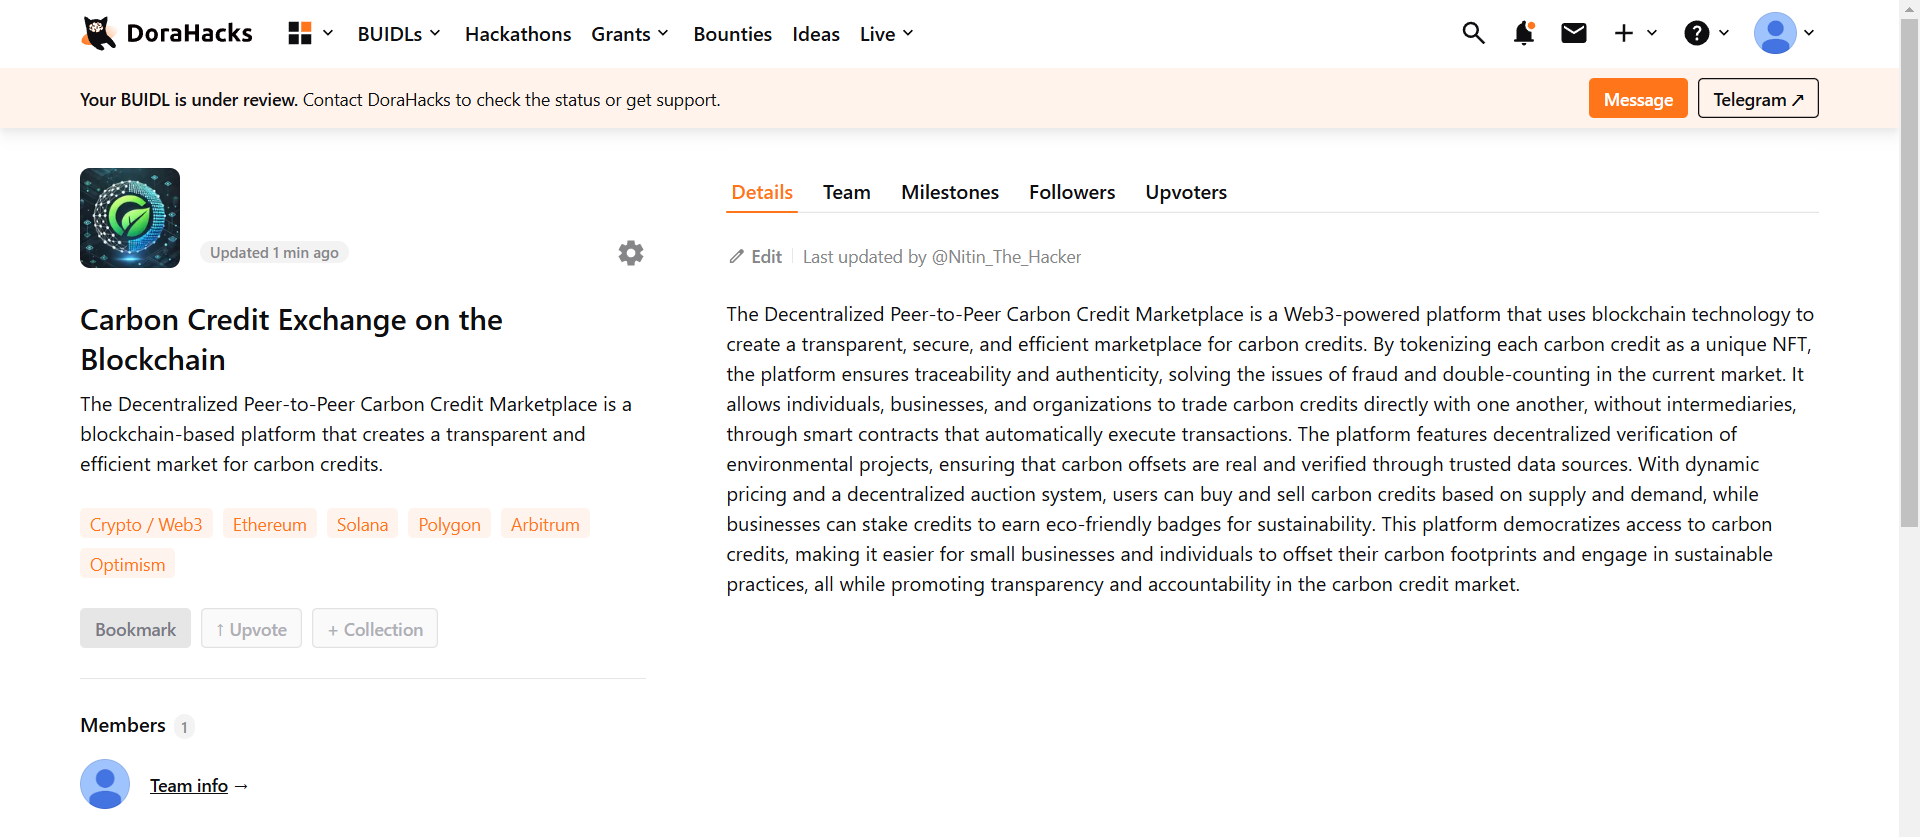 DoraHacks
BUIDLs
Hackathons
Grants
Bounties
Ideas
Live
Your BUIDL is under review. Contact DoraHacks to check the status or get support.
Message
Telegram ↗
Updated 1 min ago
Carbon Credit Exchange on the
Blockchain
The Decentralized Peer-to-Peer Carbon Credit Marketplace is a
blockchain-based platform that creates a transparent and
efficient market for carbon credits.
Crypto / Web3
Ethereum
Solana
Polygon
Arbitrum
Optimism
Bookmark
↑ Upvote
+ Collection
Members 1
Team info →
Details
Team
Milestones
Followers
Upvoters
Edit
Last updated by @Nitin_The_Hacker
The Decentralized Peer-to-Peer Carbon Credit Marketplace is a Web3-powered platform that uses blockchain technology to
create a transparent, secure, and efficient marketplace for carbon credits. By tokenizing each carbon credit as a unique NFT,
the platform ensures traceability and authenticity, solving the issues of fraud and double-counting in the current market. It
allows individuals, businesses, and organizations to trade carbon credits directly with one another, without intermediaries,
through smart contracts that automatically execute transactions. The platform features decentralized verification of
environmental projects, ensuring that carbon offsets are real and verified through trusted data sources. With dynamic
pricing and a decentralized auction system, users can buy and sell carbon credits based on supply and demand, while
businesses can stake credits to earn eco-friendly badges for sustainability. This platform democratizes access to carbon
credits, making it easier for small businesses and individuals to offset their carbon footprints and engage in sustainable
practices, all while promoting transparency and accountability in the carbon credit market.